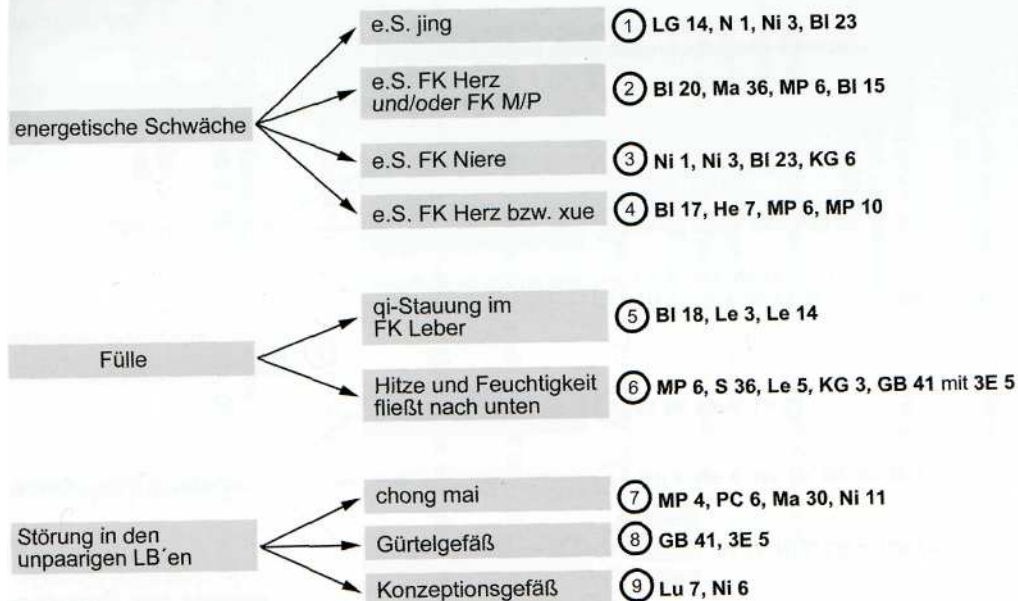 e.S. jing
1 LG 14, N 1, Ni 3, Bl 23
e.S. FK Herz
und/oder FK M/P
2 Bl 20, Ma 36, MP 6, Bl 15
energetische Schwäche
e.S. FK Niere
3 Ni 1, Ni 3, Bl 23, KG 6
e.S. FK Herz bzw. xue
4 Bl 17, He 7, MP 6, MP 10
qi-Stauung im
FK Leber
5 Bl 18, Le 3, Le 14
Fülle
Hitze und Feuchtigkeit
fließt nach unten
6 MP 6, S 36, Le 5, KG 3, GB 41 mit 3E 5
chong mai
7 MP 4, PC 6, Ma 30, Ni 11
Störung in den
unpaarigen LB´en
Gürtelgefäß
8 GB 41, 3E 5
Konzeptionsgefäß
9 Lu 7, Ni 6